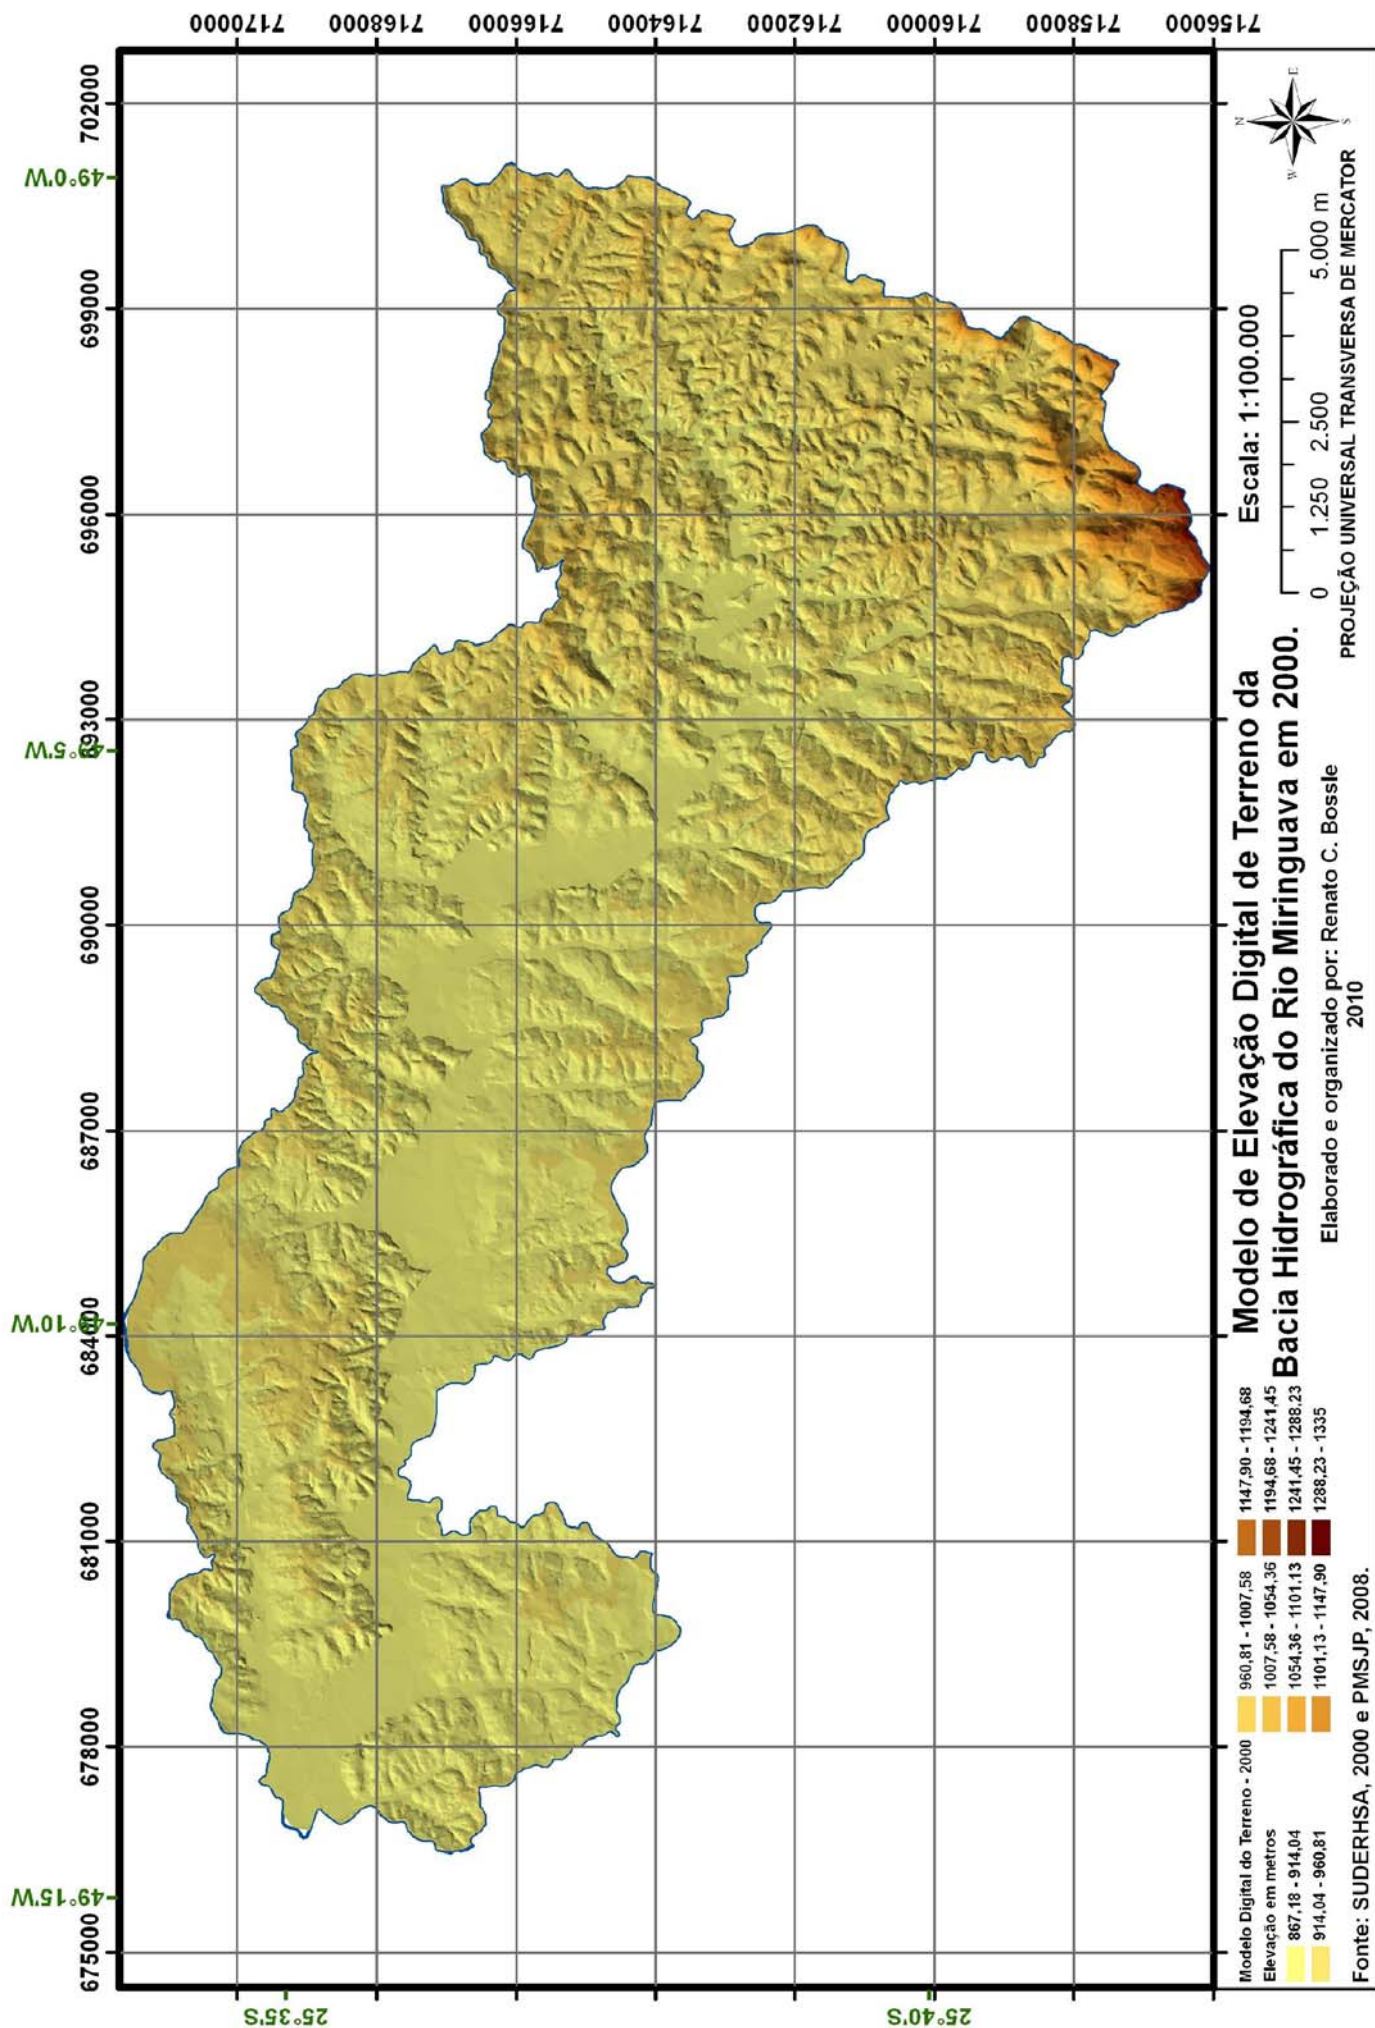 675000 678000 681000 684000 687000 690000 693000 696000 699000 702000
49°15'W 49°10'W 49°5'W 49°0'W
25°35'S
25°40'S
7170000
7168000
7166000
7164000
7162000
7160000
7158000
7156000
Modelo Digital do Terreno - 2000
Elevação em metros
867,18 - 914,04
914,04 - 960,81
960,81 - 1007,58
1007,58 - 1054,36
1054,36 - 1101,13
1101,13 - 1147,90
1147,90 - 1194,68
1194,68 - 1241,45
1241,45 - 1288,23
1288,23 - 1335
Fonte: SUDERHSA, 2000 e PMSJP, 2008.
Modelo de Elevação Digital de Terreno da
Bacia Hidrográfica do Rio Miringuava em 2000.
Elaborado e organizado por: Renato C. Bossle
2010
Escala: 1:100.000
0 1.250 2.500 5.000 m
PROJEÇÃO UNIVERSAL TRANSVERSA DE MERCATOR
N
W E
S